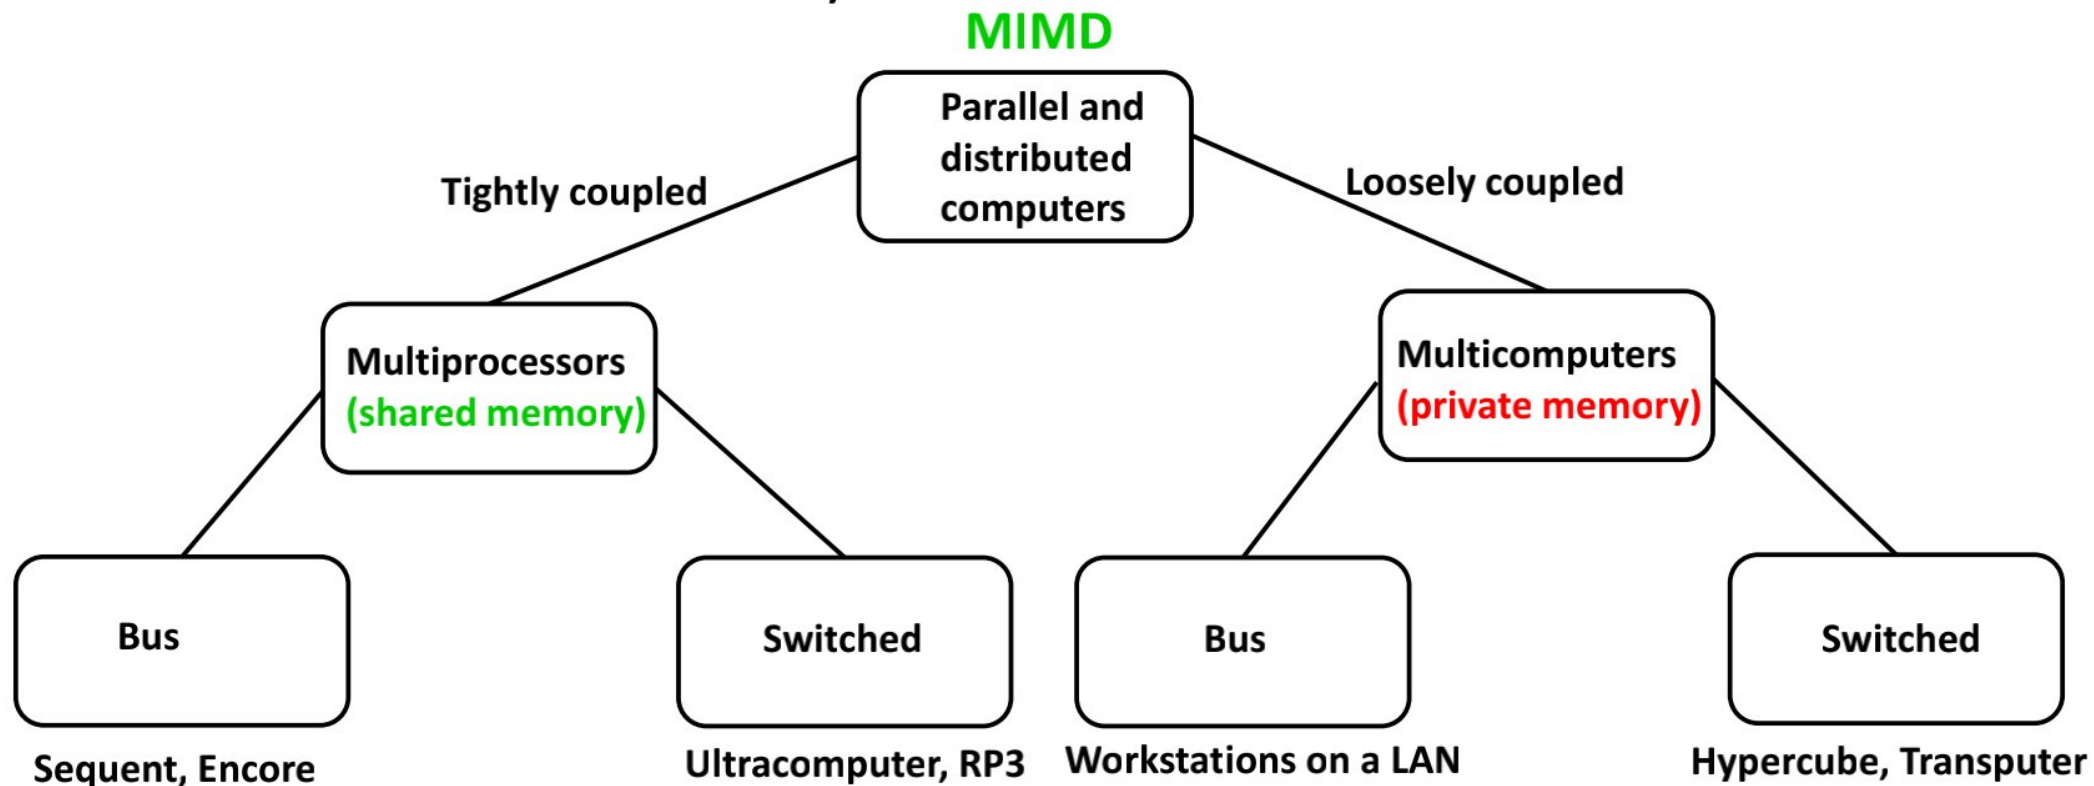 MIMD
Parallel and
distributed
computers
Tightly coupled
Loosely coupled
Multiprocessors
(shared memory)
Multicomputers
(private memory)
Bus
Switched
Bus
Switched
Sequent, Encore
Ultracomputer, RP3
Workstations on a LAN
Hypercube, Transputer